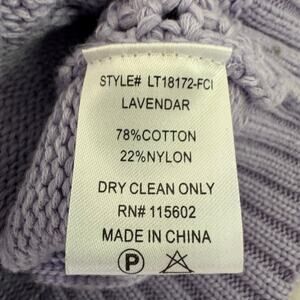 STYLE# LT18172-FCI
LAVENDAR
78%COTTON
22%NYLON
DRY CLEAN ONLY
RN# 115602
MADE IN CHINA
P